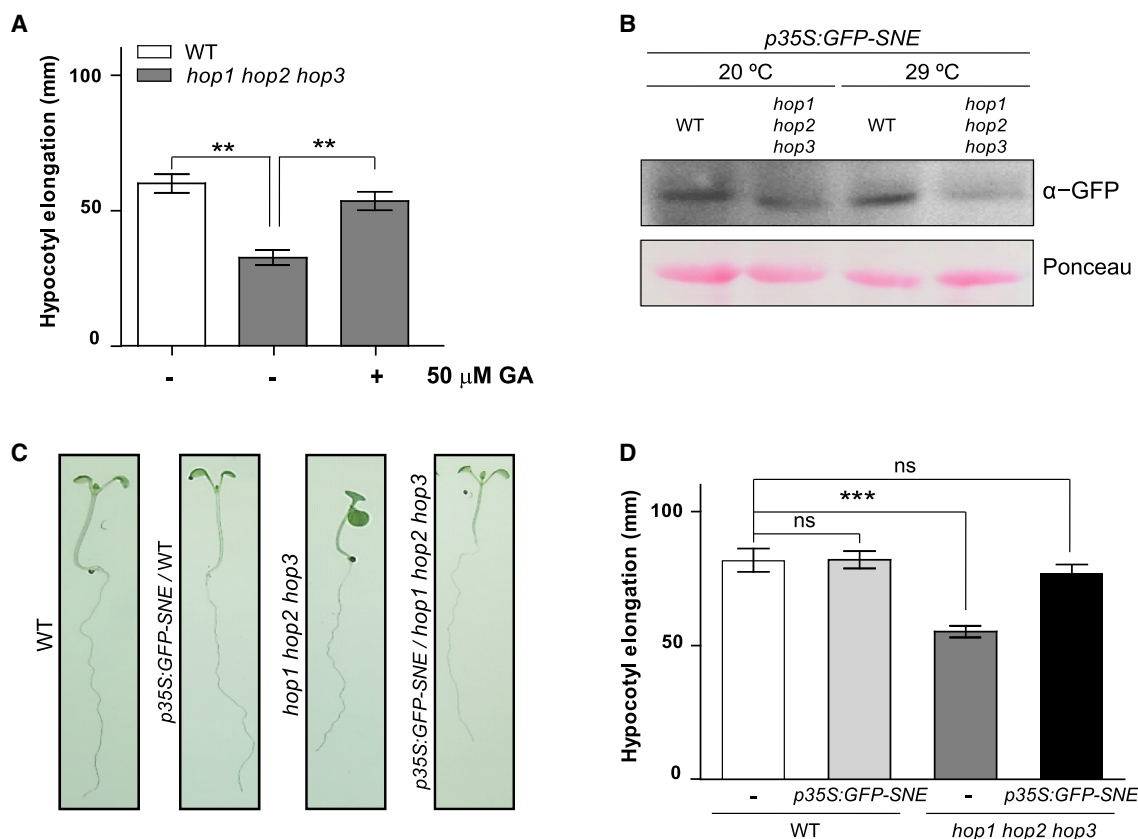 A
WT
hop1 hop2 hop3
Hypocotyl elongation (mm)
100
50
0
**
**
-
-
+
50 μM GA
B
p35S:GFP-SNE
20 ºC
29 ºC
WT
hop1
hop2
hop3
WT
hop1
hop2
hop3
α−GFP
Ponceau
C
WT
p35S:GFP-SNE / WT
hop1 hop2 hop3
p35S:GFP-SNE / hop1 hop2 hop3
D
Hypocotyl elongation (mm)
100
50
0
ns
***
ns
-
p35S:GFP-SNE
-
p35S:GFP-SNE
WT
hop1 hop2 hop3